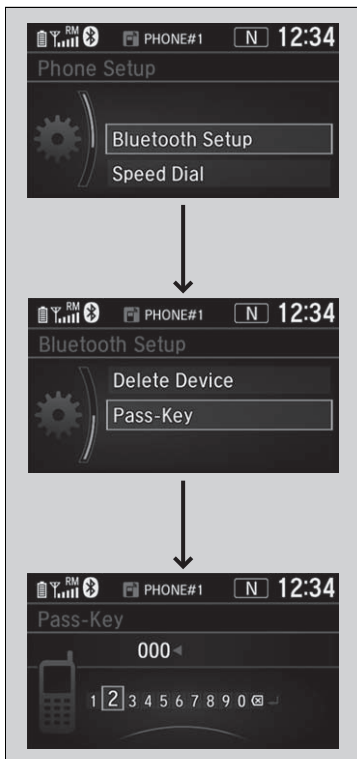 RM PHONE#1 N 12:34
Phone Setup
Bluetooth Setup
Speed Dial
RM PHONE#1 N 12:34
Bluetooth Setup
Delete Device
Pass-Key
RM PHONE#1 N 12:34
Pass-Key
000
1 2 3 4 5 6 7 8 9 0